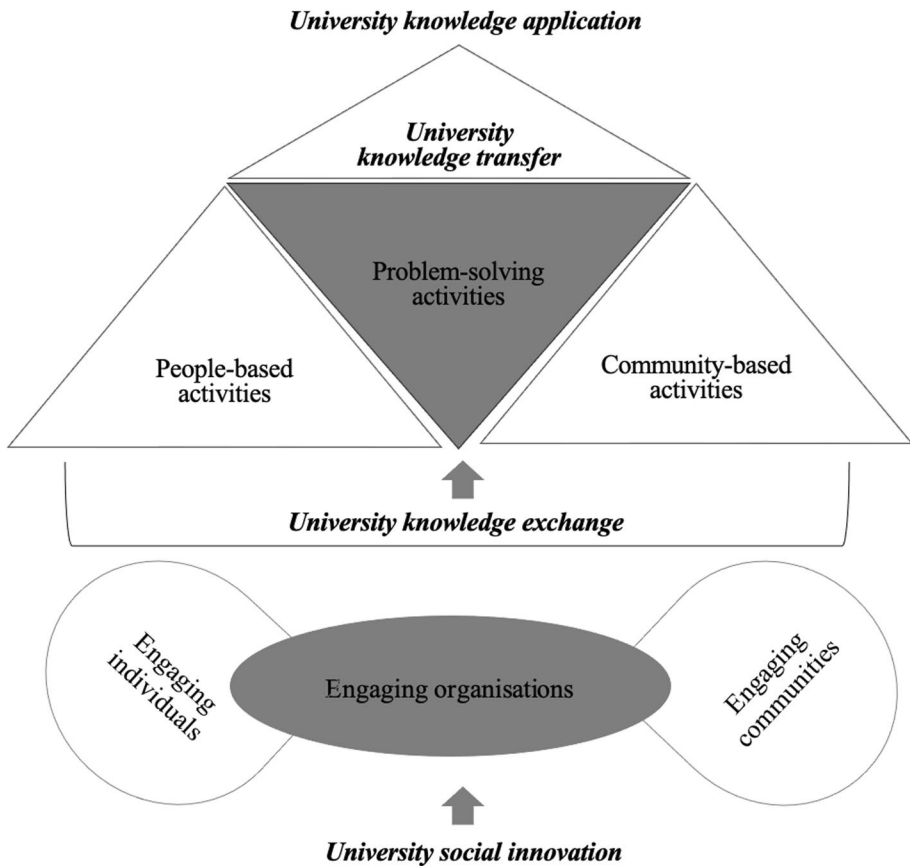 University knowledge application
University
knowledge transfer
Problem-solving
activities
People-based
activities
Community-based
activities
University knowledge exchange
Engaging
individuals
Engaging organisations
Engaging
communities
University social innovation